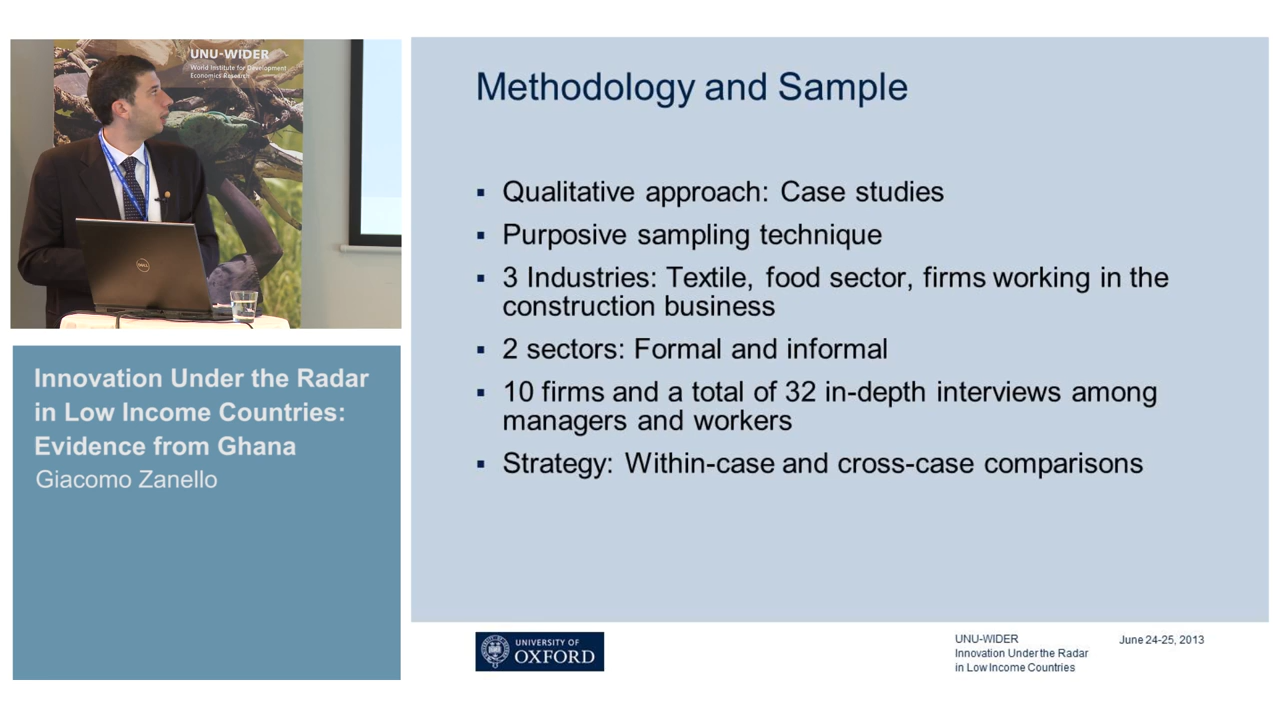 UNU-WIDER
World Institute for Development
Economics Research
DELL
Innovation Under the Radar
in Low Income Countries:
Evidence from Ghana
Giacomo Zanello
Methodology and Sample
▪ Qualitative approach: Case studies
▪ Purposive sampling technique
▪ 3 Industries: Textile, food sector, firms working in the
construction business
▪ 2 sectors: Formal and informal
▪ 10 firms and a total of 32 in-depth interviews among
managers and workers
▪ Strategy: Within-case and cross-case comparisons
UNIVERSITY OF
OXFORD
UNU-WIDER
Innovation Under the Radar
in Low Income Countries
June 24-25, 2013